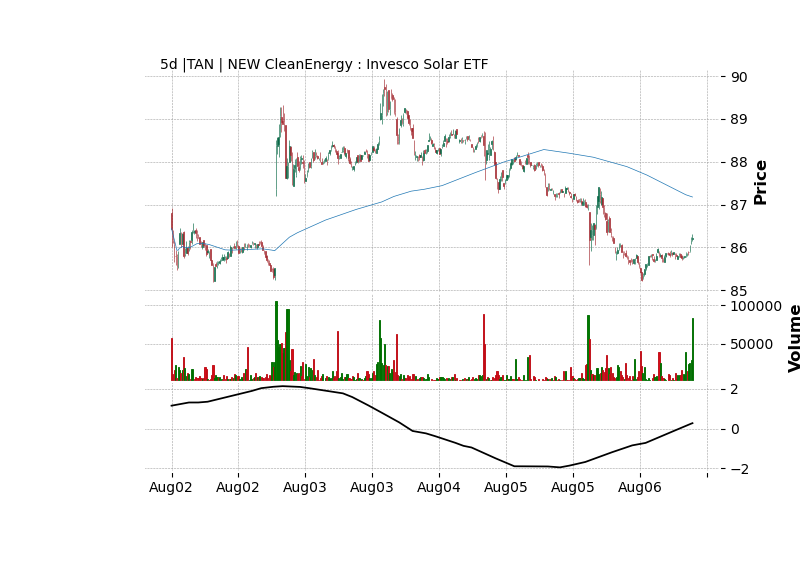 5d |TAN | NEW CleanEnergy : Invesco Solar ETF
90
89
88
87
86
85
Price
100000
50000
Volume
2
0
−2
Aug02 Aug02 Aug03 Aug03 Aug04 Aug05 Aug05 Aug06